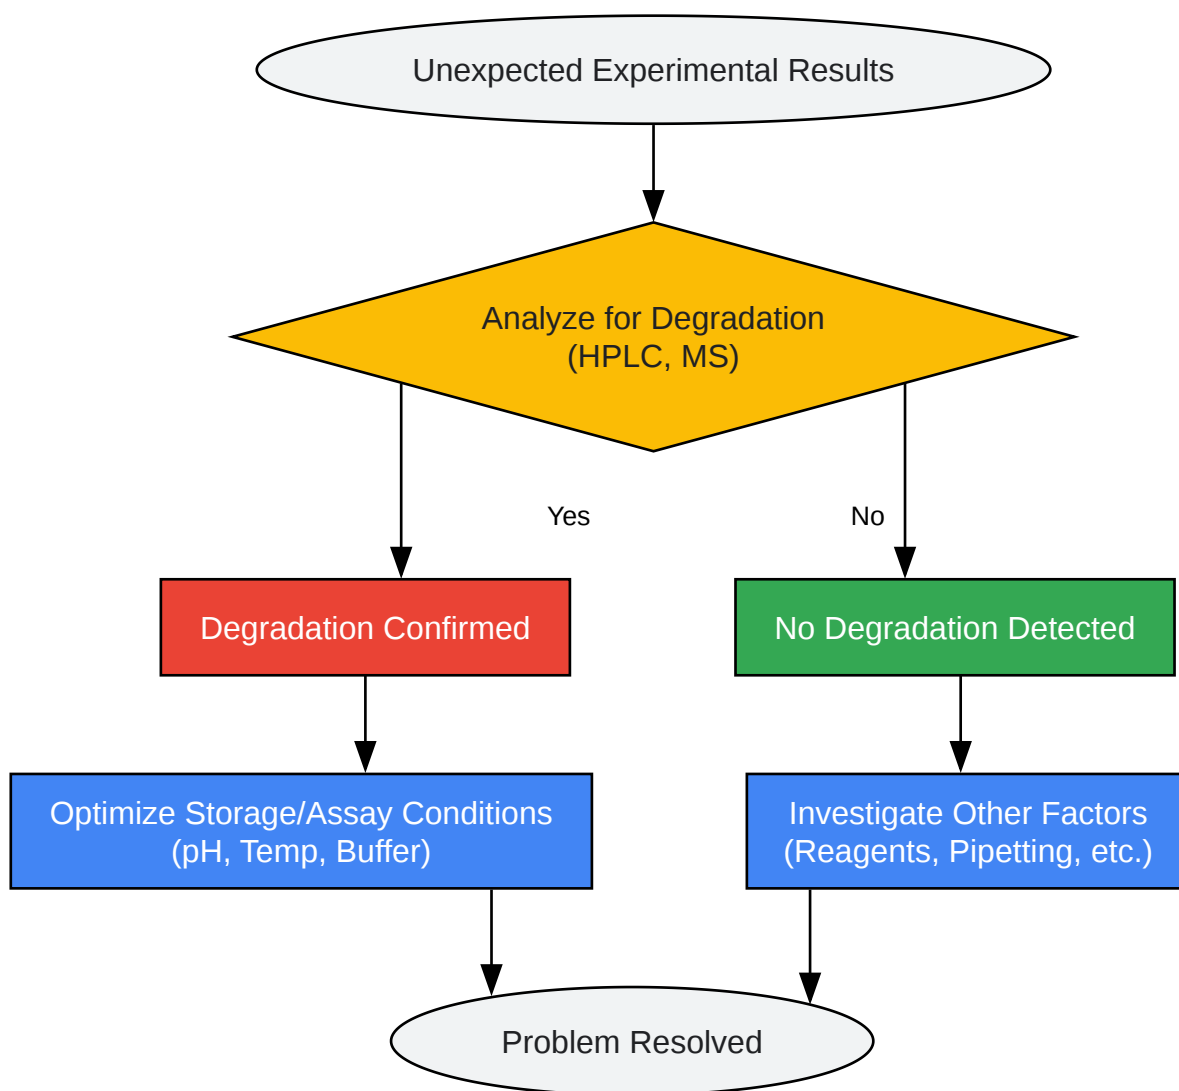 Unexpected Experimental Results
Analyze for Degradation
(HPLC, MS)
Yes
No
Degradation Confirmed
No Degradation Detected
Optimize Storage/Assay Conditions
(pH, Temp, Buffer)
Investigate Other Factors
(Reagents, Pipetting, etc.)
Problem Resolved